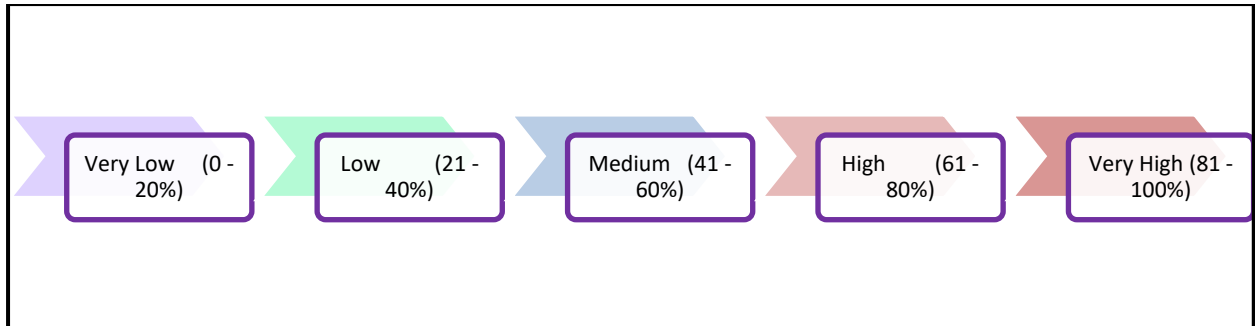 Very Low (0 -
20%)
Low (21 -
40%)
Medium (41 -
60%)
High (61 -
80%)
Very High (81 -
100%)